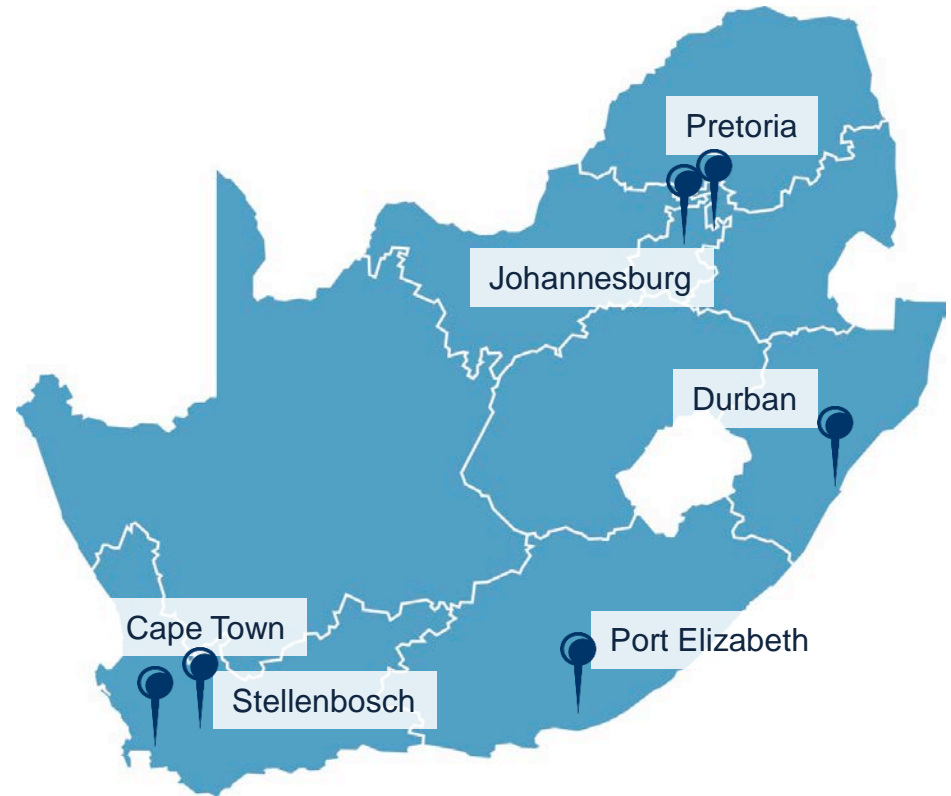 Pretoria
Johannesburg
Durban
Cape Town
Port Elizabeth
Stellenbosch